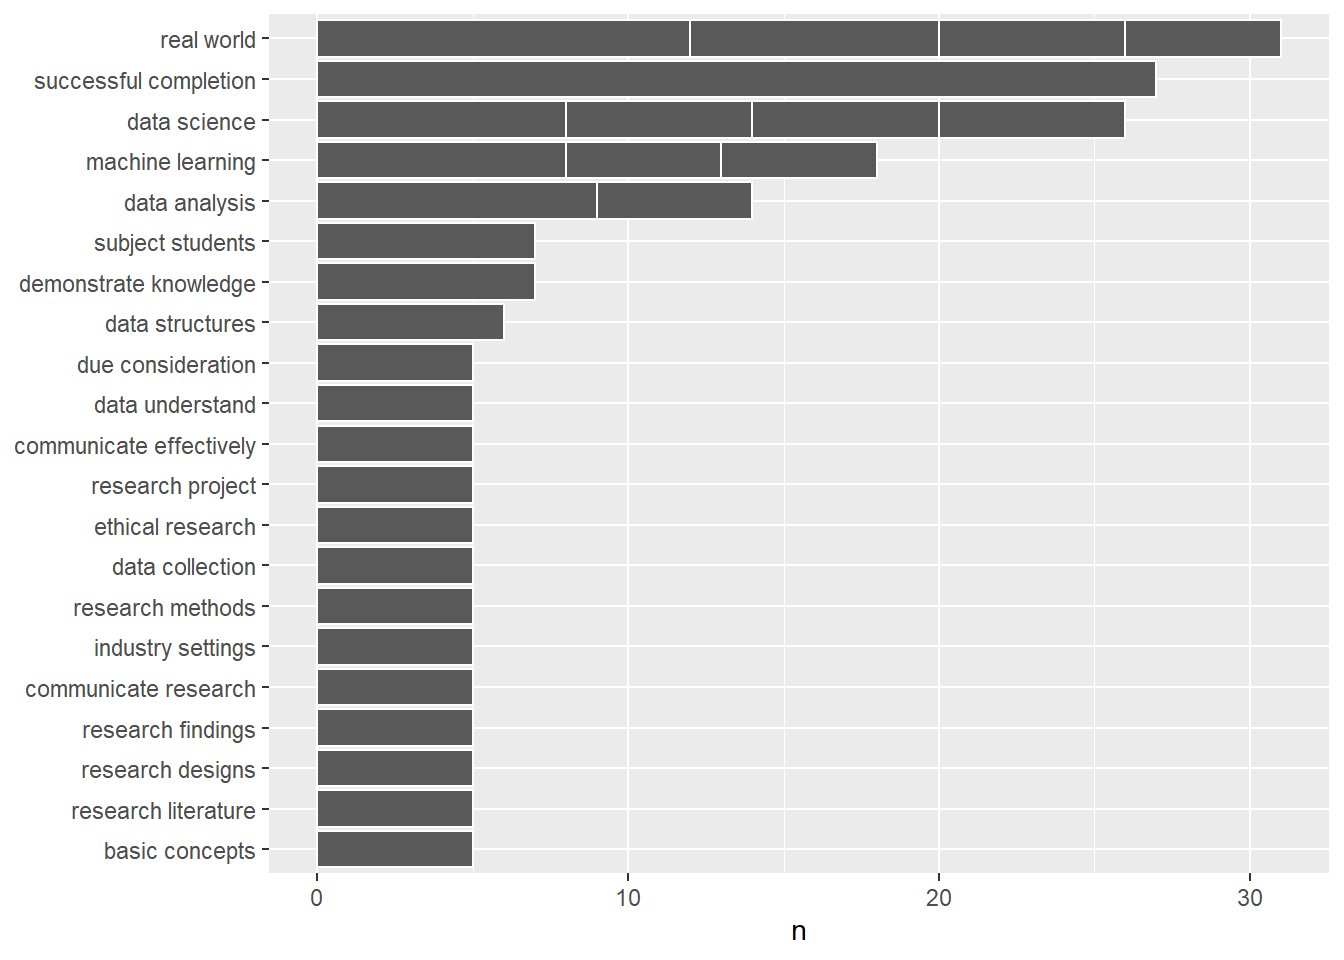 real world
successful completion
data science
machine learning
data analysis
subject students
demonstrate knowledge
data structures
due consideration
data understand
communicate effectively
research project
ethical research
data collection
research methods
industry settings
communicate research
research findings
research designs
research literature
basic concepts
0 10 20 30
n